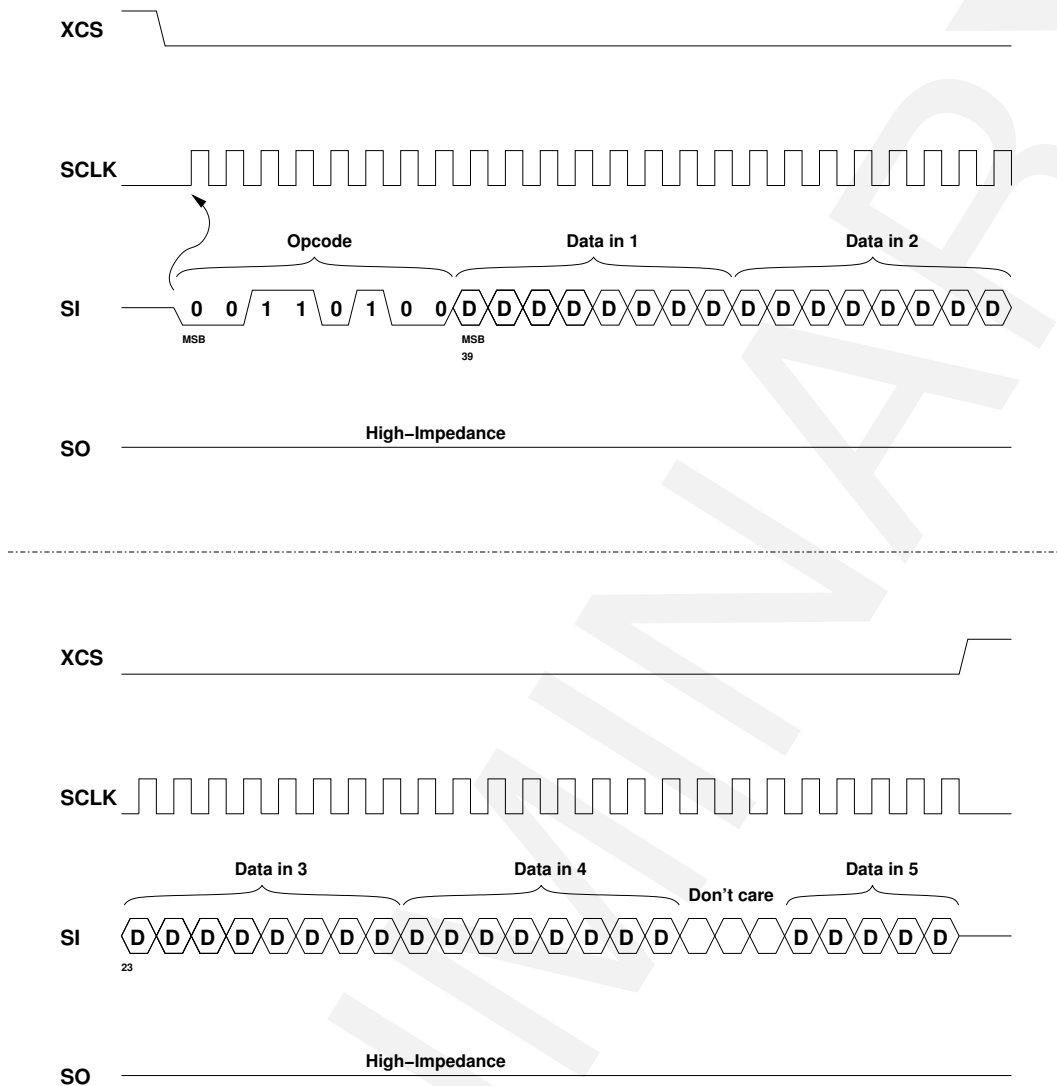 XCS
SCLK
Opcode Data in 1 Data in 2
SI 0 0 1 1 0 1 0 0 D D D D D D D D D D D D D D D D
MSB MSB
39
High−Impedance
SO
XCS
SCLK
Data in 3 Data in 4 Don't care Data in 5
SI D D D D D D D D D D D D D D D D D D D D D
23
High−Impedance
SO